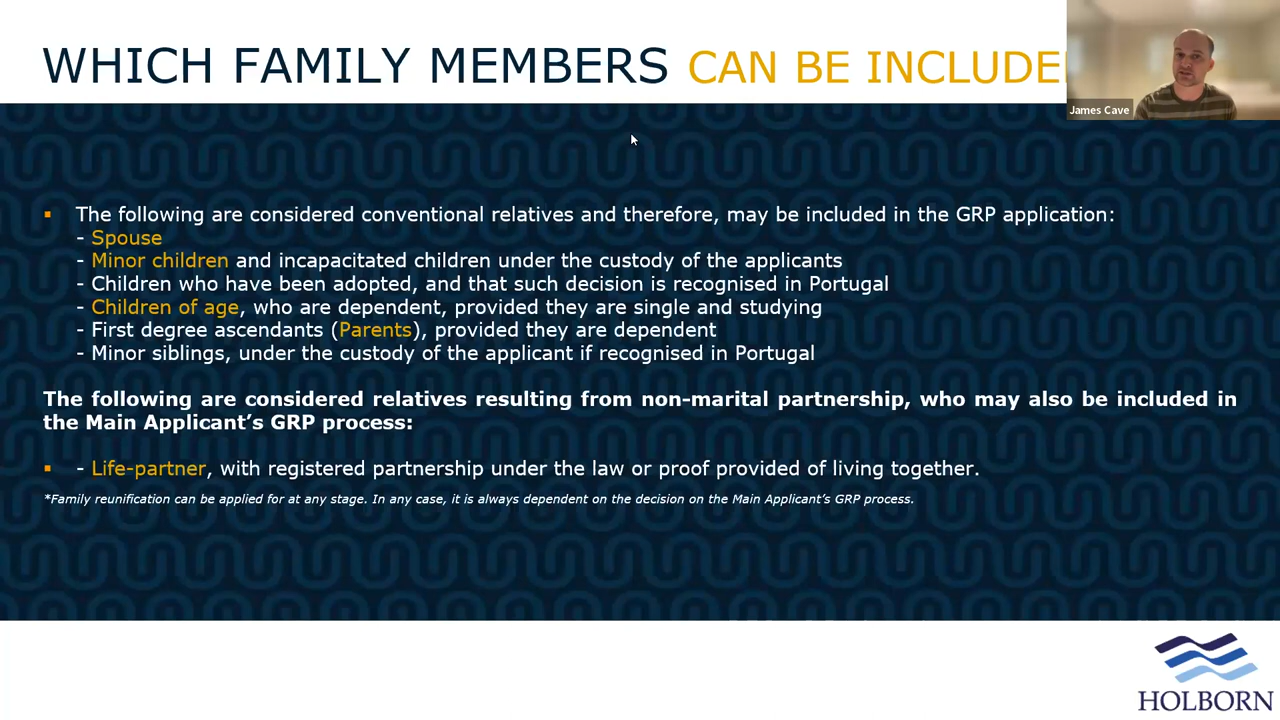 WHICH FAMILY MEMBERS CAN BE INCLUDE
James Cave
▪ The following are considered conventional relatives and therefore, may be included in the GRP application:
- Spouse
- Minor children and incapacitated children under the custody of the applicants
- Children who have been adopted, and that such decision is recognised in Portugal
- Children of age, who are dependent, provided they are single and studying
- First degree ascendants (Parents), provided they are dependent
- Minor siblings, under the custody of the applicant if recognised in Portugal
The following are considered relatives resulting from non-marital partnership, who may also be included in
the Main Applicant’s GRP process:
▪ - Life-partner, with registered partnership under the law or proof provided of living together.
*Family reunification can be applied for at any stage. In any case, it is always dependent on the decision on the Main Applicant’s GRP process.
HOLBORN